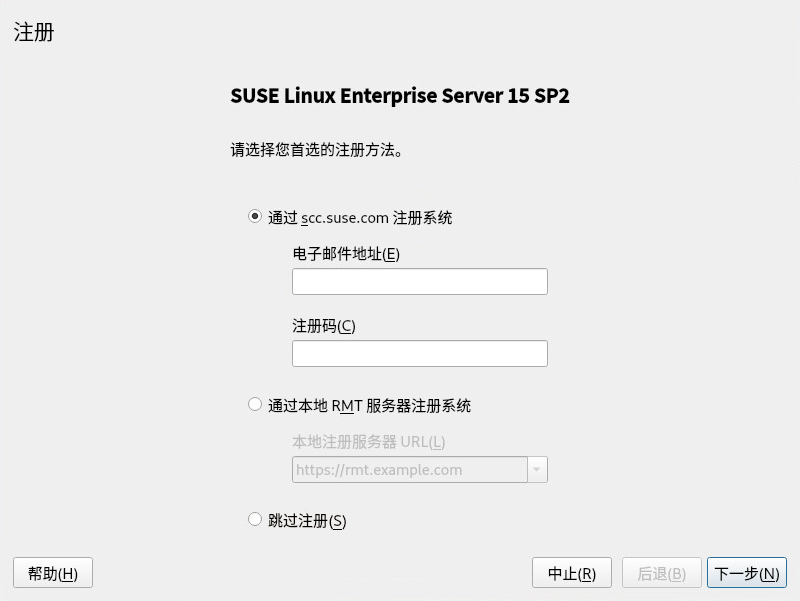 注册
SUSE Linux Enterprise Server 15 SP2
请选择您首选的注册方法。
通过 scc.suse.com 注册系统
电子邮件地址(E)
注册码(C)
通过本地 RMT 服务器注册系统
本地注册服务器 URL(L)
https://rmt.example.com
跳过注册(S)
帮助(H) 中止(R) 后退(B) 下一步(N)